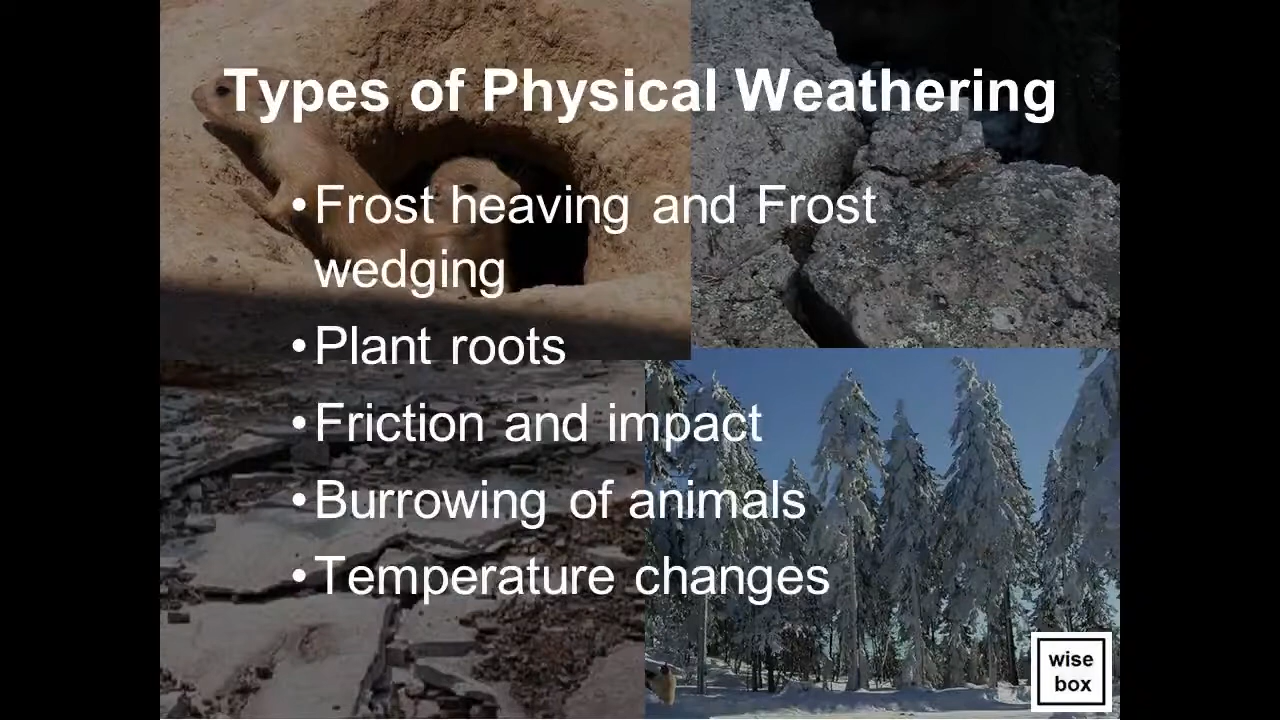 Types of Physical Weathering
•Frost heaving and Frost
wedging
•Plant roots
•Friction and impact
•Burrowing of animals
•Temperature changes
wise
box